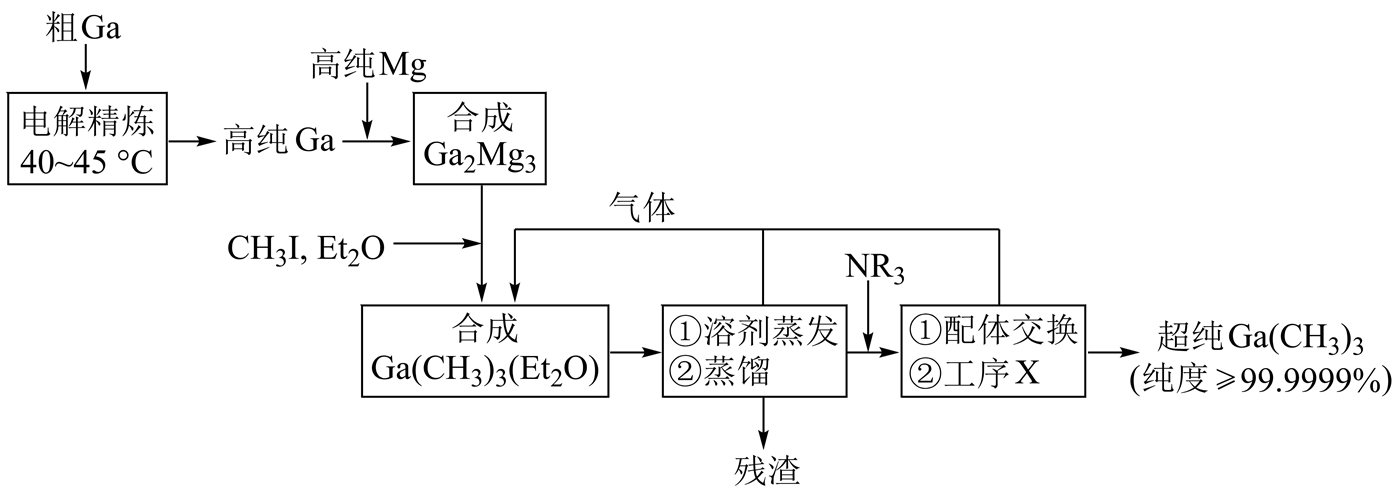 粗Ga
高纯Mg
电解精炼
40~45 °C
高纯Ga
合成
Ga₂Mg₃
气体
CH₃I, Et₂O
NR₃
合成
Ga(CH₃)₃(Et₂O)
①溶剂蒸发
②蒸馏
①配体交换
②工序X
超纯Ga(CH₃)₃
(纯度≥99.9999%)
残渣